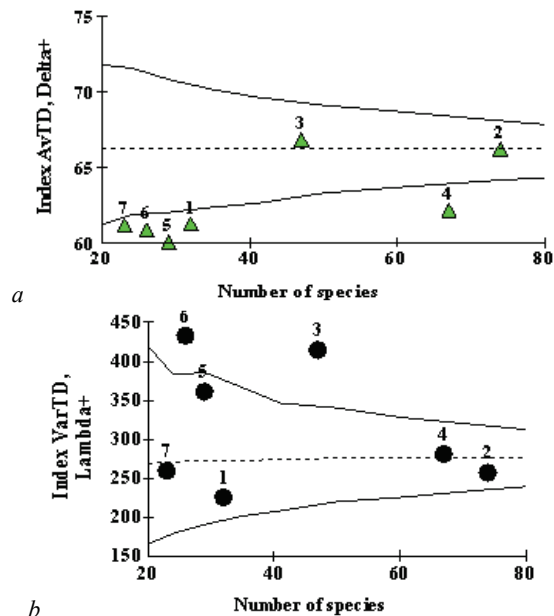 75
70
65
60
Index AvTD, Delta+
3
2
1
7
6
5
4
20 40 60 80
Number of species
a
450
400
350
300
250
200
150
Index VarTD,
Lambda+
6
3
5
4
2
7
1
20 40 60 80
Number of species
b